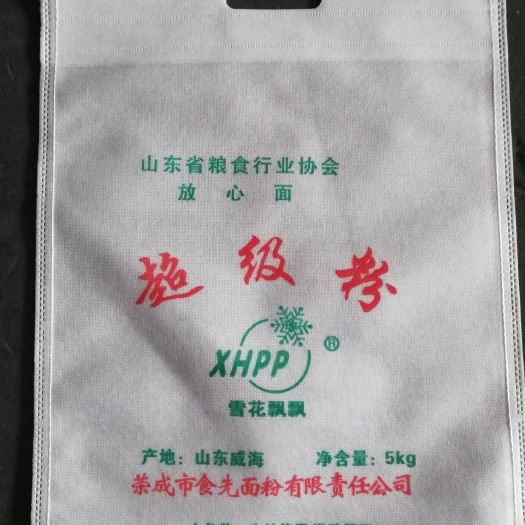 山东省粮食行业协会
放心面
超级粉
XHPP®
雪花飘飘
产地：山东威海 净含量：5kg
荣成市食先面粉有限责任公司